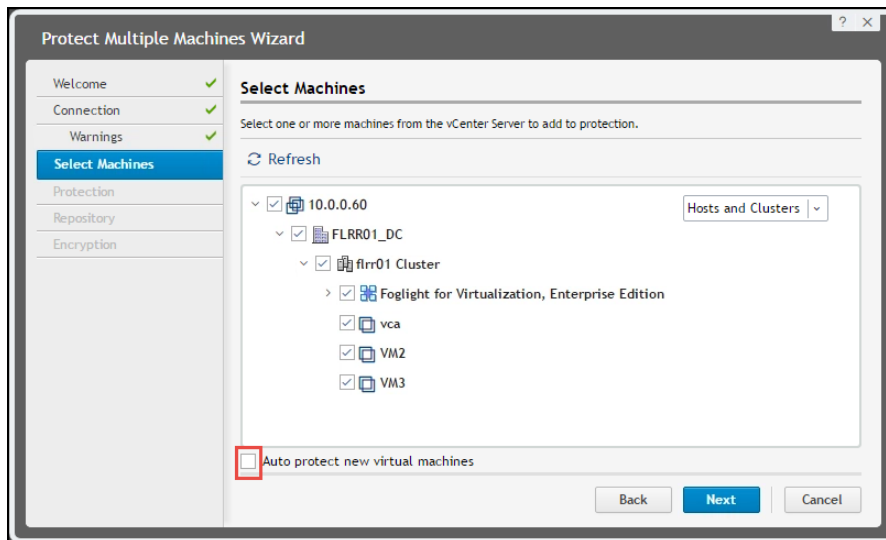 ? ×
Protect Multiple Machines Wizard
Welcome
Connection
Warnings
Select Machines
Protection
Repository
Encryption
Select Machines
Select one or more machines from the vCenter Server to add to protection.
Refresh
10.0.0.60
Hosts and Clusters
FLRR01_DC
flrr01 Cluster
Foglight for Virtualization, Enterprise Edition
vca
VM2
VM3
Auto protect new virtual machines
Back Next Cancel